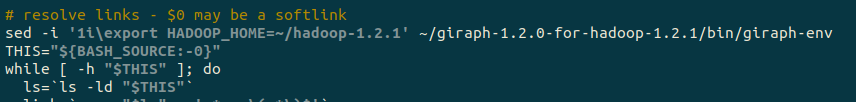 # resolve links - $0 may be a softlink
sed -i '1i\export HADOOP_HOME=~/hadoop-1.2.1' ~/giraph-1.2.0-for-hadoop-1.2.1/bin/giraph-env
THIS="${BASH_SOURCE:-0}"
while [ -h "$THIS" ]; do
  ls=`ls -ld "$THIS"`